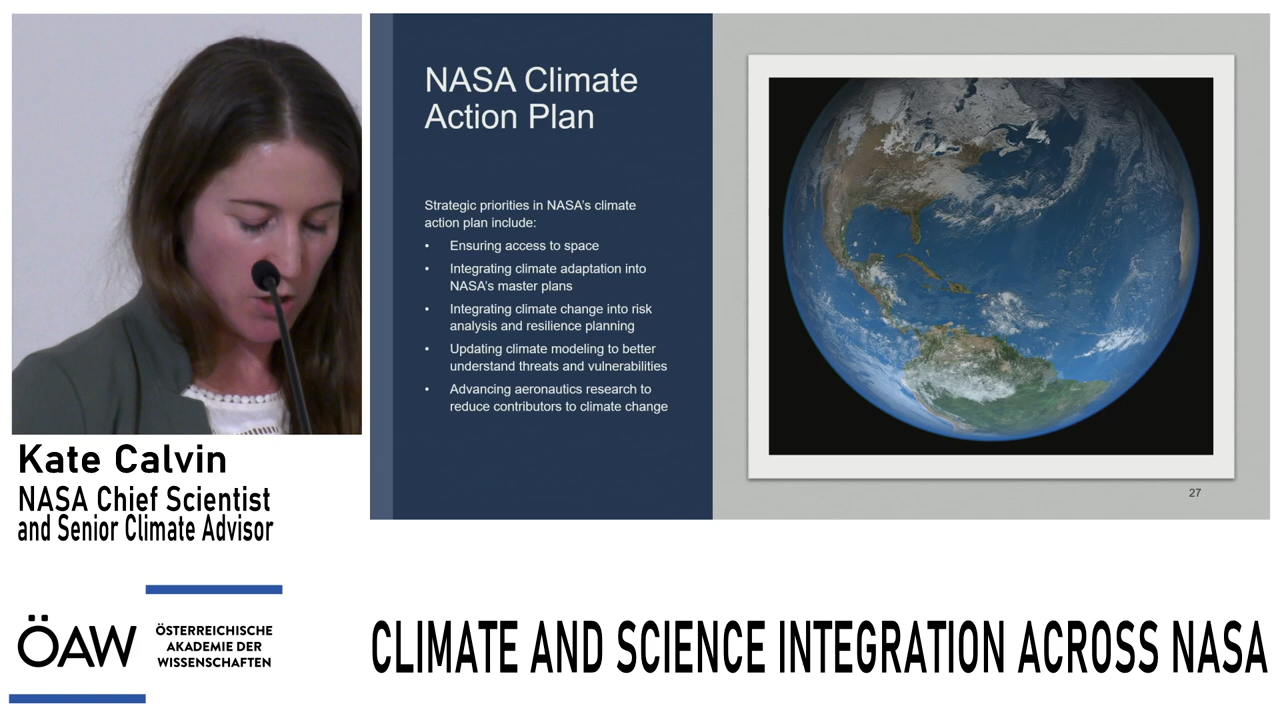 NASA Climate
Action Plan
Strategic priorities in NASA's climate
action plan include:
• Ensuring access to space
• Integrating climate adaptation into
NASA's master plans
• Integrating climate change into risk
analysis and resilience planning
• Updating climate modeling to better
understand threats and vulnerabilities
• Advancing aeronautics research to
reduce contributors to climate change
27
Kate Calvin
NASA Chief Scientist
and Senior Climate Advisor
ÖAW
ÖSTERREICHISCHE
AKADEMIE DER
WISSENSCHAFTEN
CLIMATE AND SCIENCE INTEGRATION ACROSS NASA